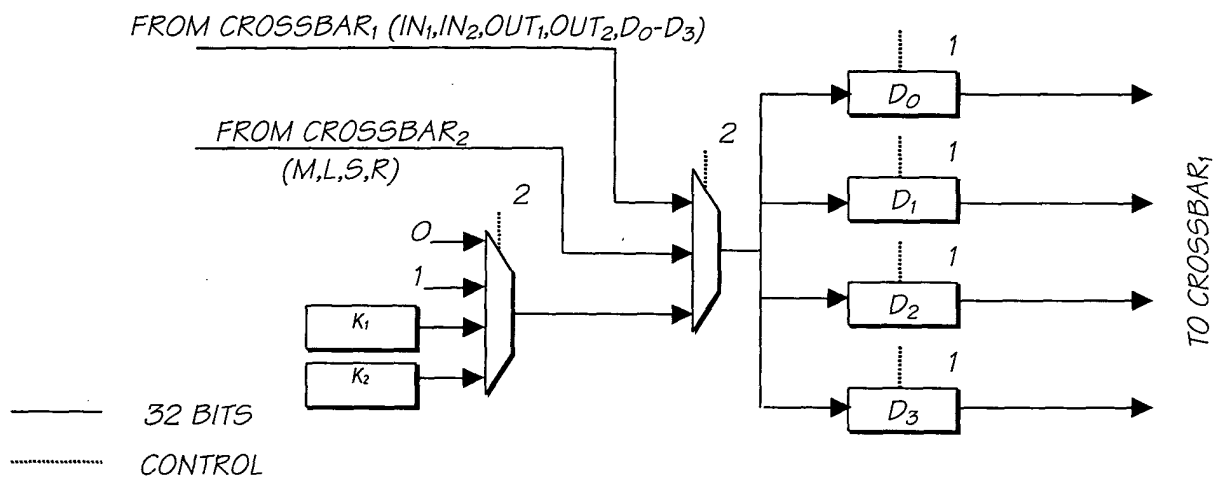 FROM CROSSBAR₁ (IN₁,IN₂,OUT₁,OUT₂,D₀-D₃)
1
D₀
FROM CROSSBAR₂
(M,L,S,R)
2
1
D₁
2
0
1
K₁
K₂
1
D₂
1
D₃
TO CROSSBAR₁
32 BITS
CONTROL